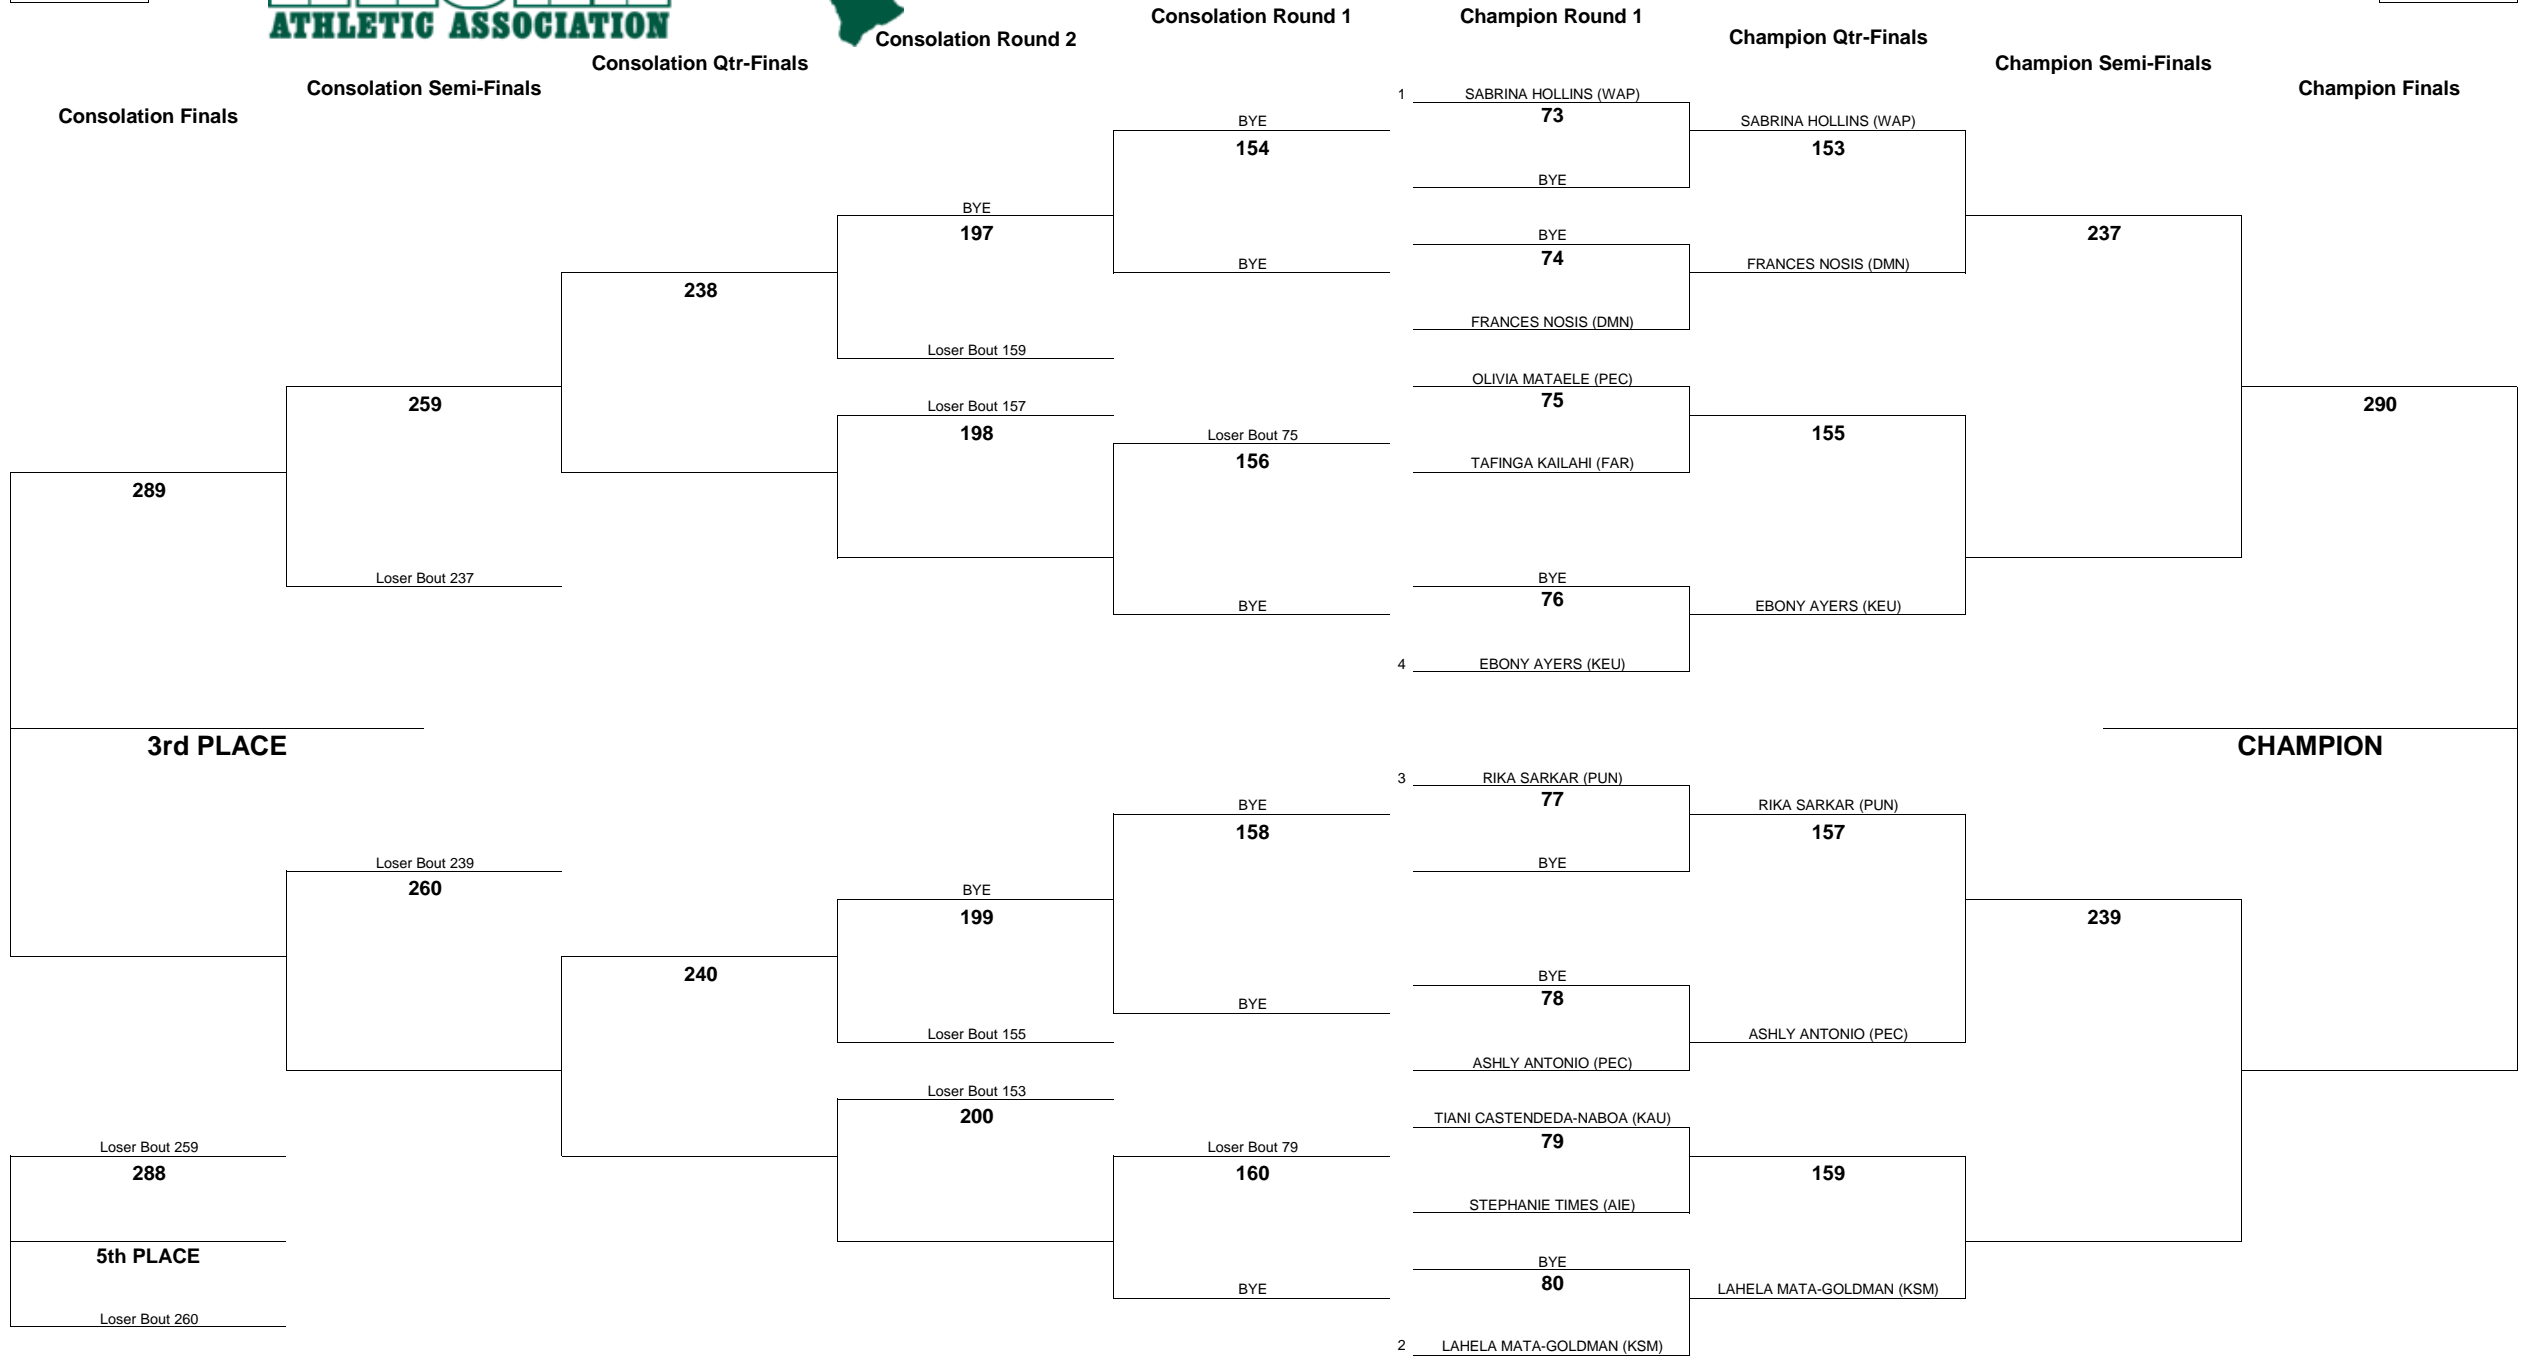 ATHLETIC ASSOCIATION
Consolation Round 1
Champion Round 1
Consolation Round 2
Champion Qtr-Finals
Consolation Qtr-Finals
Champion Semi-Finals
Consolation Semi-Finals
Champion Finals
Consolation Finals
1 SABRINA HOLLINS (WAP)
73
BYE
BYE
74
FRANCES NOSIS (DMN)
OLIVIA MATAELE (PEC)
75
TAFINGA KAILAHI (FAR)
BYE
76
4 EBONY AYERS (KEU)
3 RIKA SARKAR (PUN)
77
BYE
BYE
78
ASHLY ANTONIO (PEC)
TIANI CASTENDEDA-NABOA (KAU)
79
STEPHANIE TIMES (AIE)
BYE
80
2 LAHELA MATA-GOLDMAN (KSM)
SABRINA HOLLINS (WAP)
153
FRANCES NOSIS (DMN)
155
EBONY AYERS (KEU)
RIKA SARKAR (PUN)
157
ASHLY ANTONIO (PEC)
159
LAHELA MATA-GOLDMAN (KSM)
237
239
290
CHAMPION
BYE
154
BYE
Loser Bout 75
156
BYE
BYE
158
BYE
Loser Bout 79
160
BYE
BYE
197
Loser Bout 159
Loser Bout 157
198
BYE
199
Loser Bout 155
Loser Bout 153
200
238
240
259
Loser Bout 237
Loser Bout 239
260
289
3rd PLACE
Loser Bout 259
288
5th PLACE
Loser Bout 260